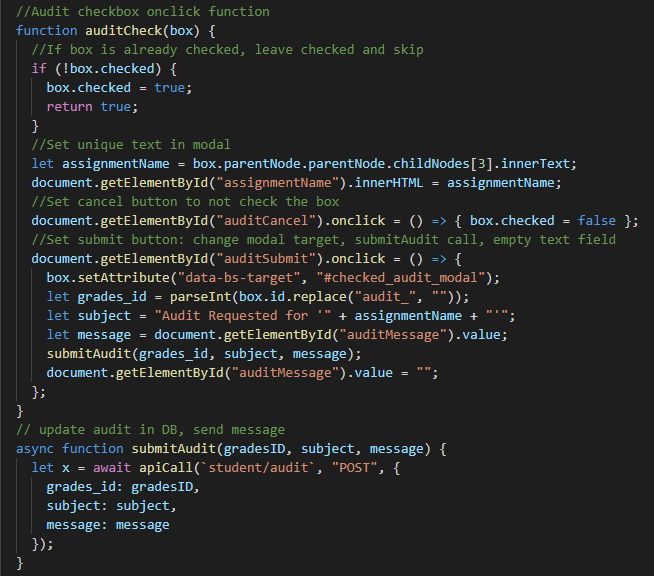 //Audit checkbox onclick function
function auditCheck(box) {
  //If box is already checked, leave checked and skip
  if (!box.checked) {
    box.checked = true;
    return true;
  }
  //Set unique text in modal
  let assignmentName = box.parentNode.parentNode.childNodes[3].innerText;
  document.getElementById("assignmentName").innerHTML = assignmentName;
  //Set cancel button to not check the box
  document.getElementById("auditCancel").onclick = () => { box.checked = false };
  //Set submit button: change modal target, submitAudit call, empty text field
  document.getElementById("auditSubmit").onclick = () => {
    box.setAttribute("data-bs-target", "#checked_audit_modal");
    let grades_id = parseInt(box.id.replace("audit_", ""));
    let subject = "Audit Requested for '" + assignmentName + "'";
    let message = document.getElementById("auditMessage").value;
    submitAudit(grades_id, subject, message);
    document.getElementById("auditMessage").value = "";
  };
}
// update audit in DB, send message
async function submitAudit(gradesID, subject, message) {
  let x = await apiCall(`student/audit`, "POST", {
    grades_id: gradesID,
    subject: subject,
    message: message
  });
}